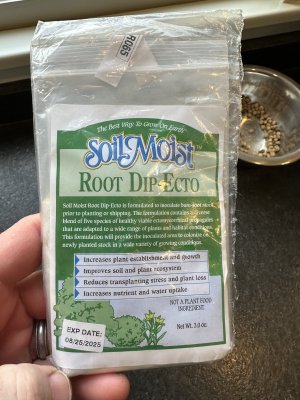 R065
The Best Way To Grow On Earth
Soil Moist™
ROOT DIP-ECTO
Soil Moist Root Dip-Ecto is formulated to inoculate bare-root stock
prior to planting or shipping. The formulation contains a diverse
blend of five species of healthy viable ectomycorrhizal propagules
that are adapted to a wide range of plants and habitat conditions.
This formulation will provide the inoculated area to colonize the
newly planted stock in a wide variety of growing conditions.
Increases plant establishment and growth
Improves soil and plant ecosystem
Reduces transplanting stress and plant loss
Increases nutrient and water uptake
NOT A PLANT FOOD
INGREDIENT
Net Wt. 3.0 oz.
EXP DATE:
08/25/2025